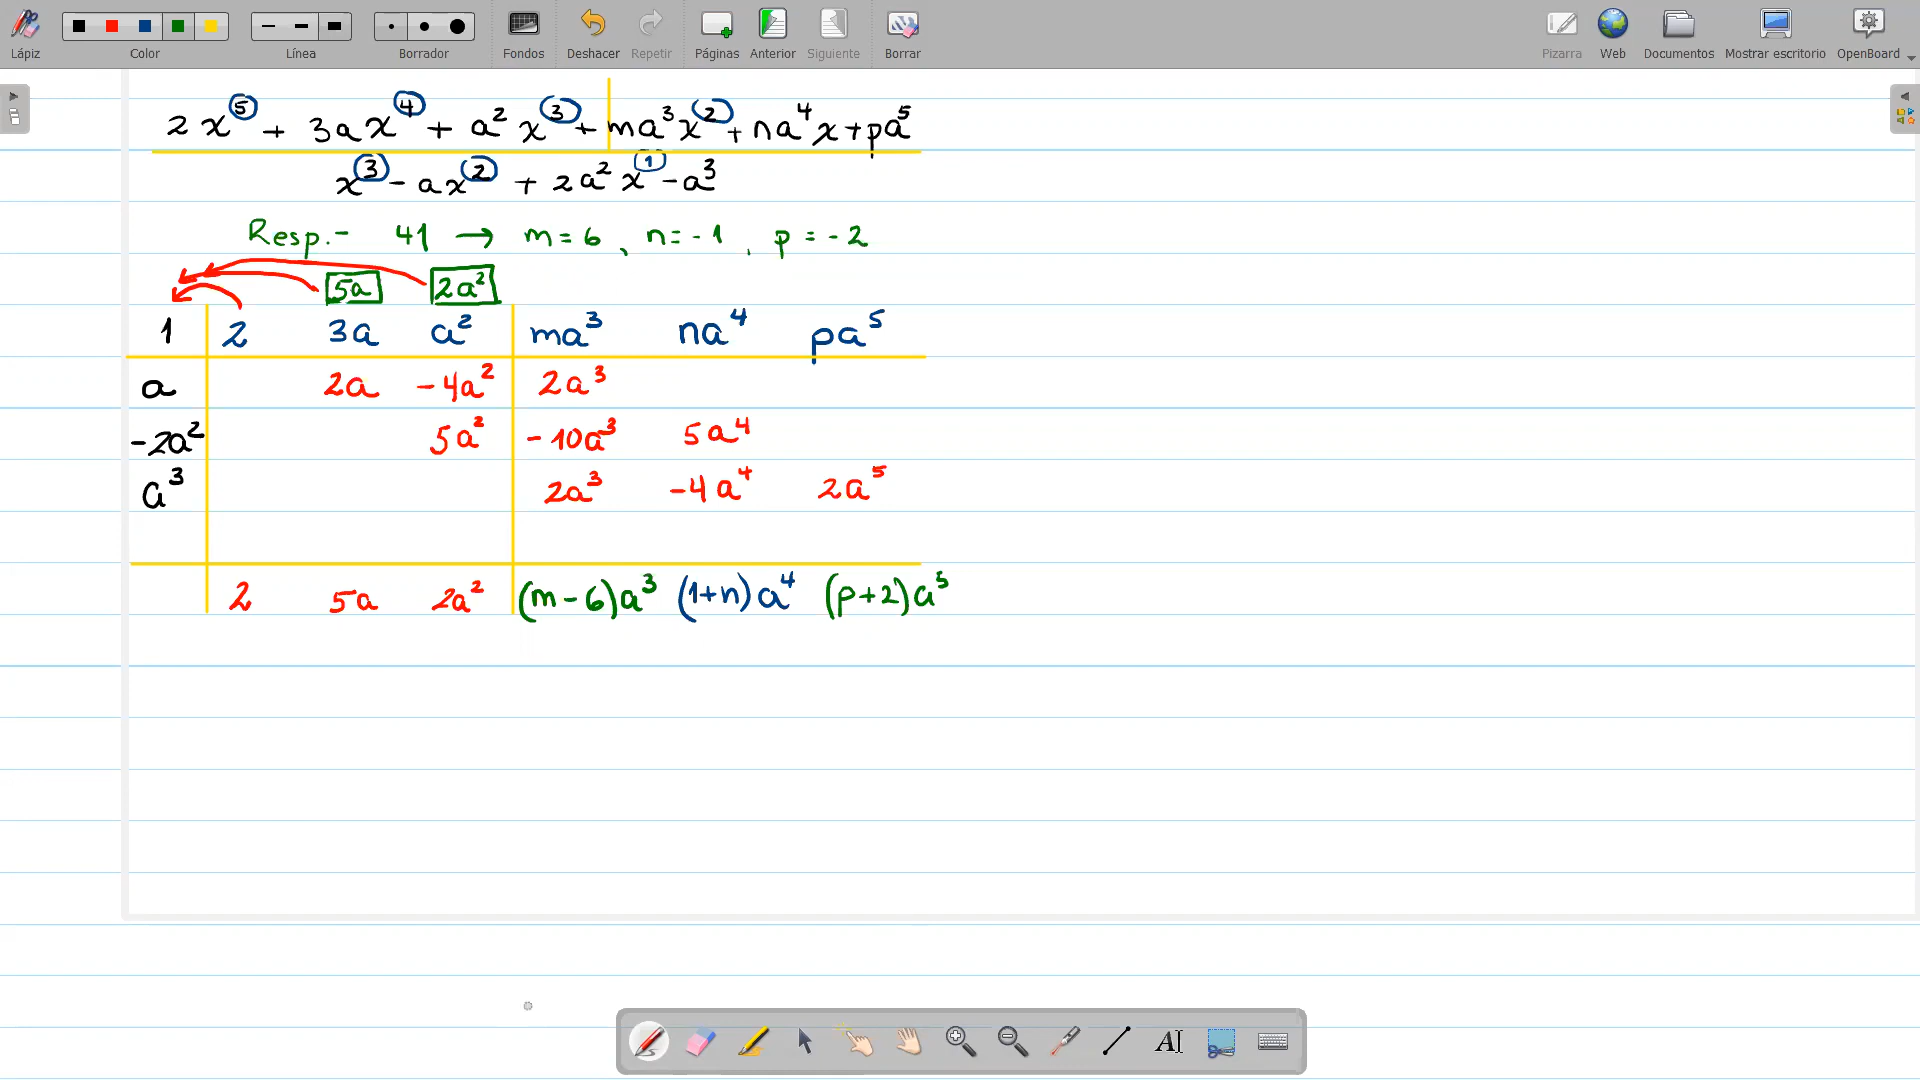 Lápiz Color Línea Borrador Fondos Deshacer Repetir Páginas Anterior Siguiente Borrar Pizarra Web Documentos Mostrar escritorio OpenBoard
2x⁵ + 3ax⁴ + a²x³ + ma³x² + na⁴x + pa⁵
x³ - ax² + 2a²x¹ - a³
Resp.- 41 → m = 6, n = -1, p = -2
5a 2a²
1 2 3a a² ma³ na⁴ pa⁵
a 2a -4a² 2a³
-2a² 5a² -10a³ 5a⁴
a³ 2a³ -4a⁴ 2a⁵
2 5a 2a² (m-6)a³ (1+n)a⁴ (p+2)a⁵